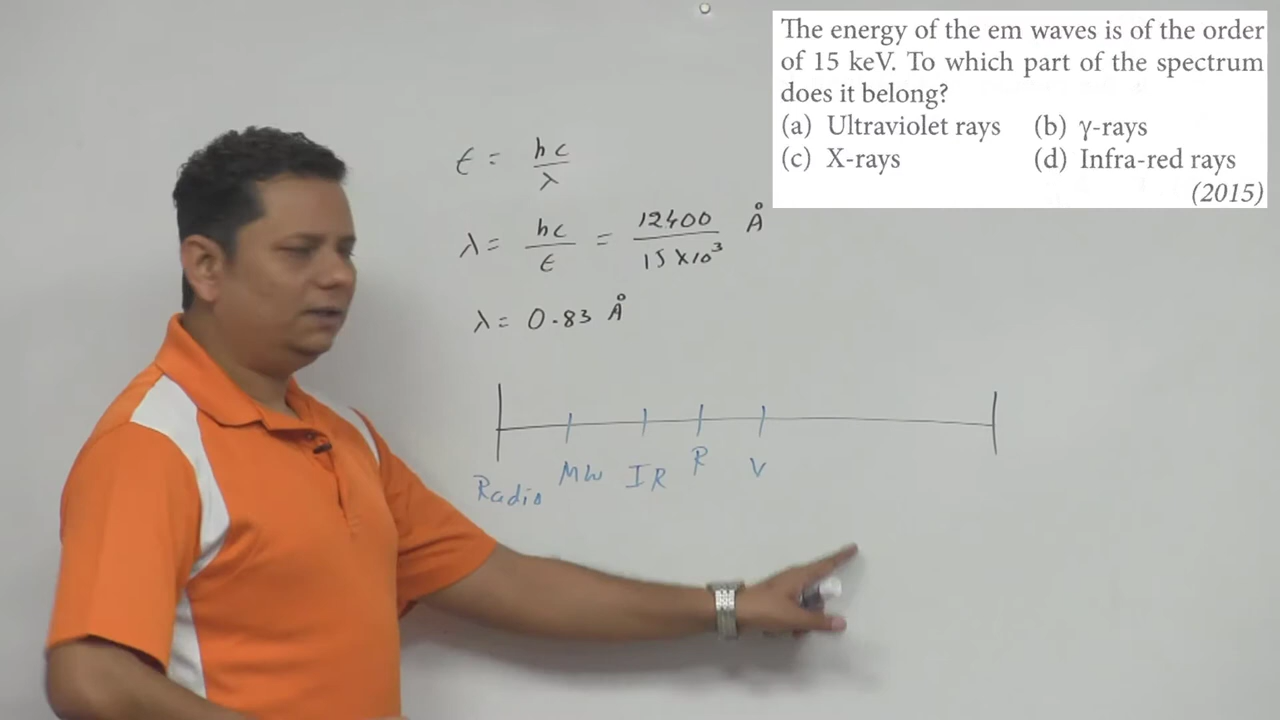 The energy of the em waves is of the order
of 15 keV. To which part of the spectrum
does it belong?
(a) Ultraviolet rays (b) γ-rays
(c) X-rays (d) Infra-red rays
(2015)
E = hc/λ
λ = hc/E = 12400/15×10³ Å
λ = 0.83 Å
Radio MW IR R V